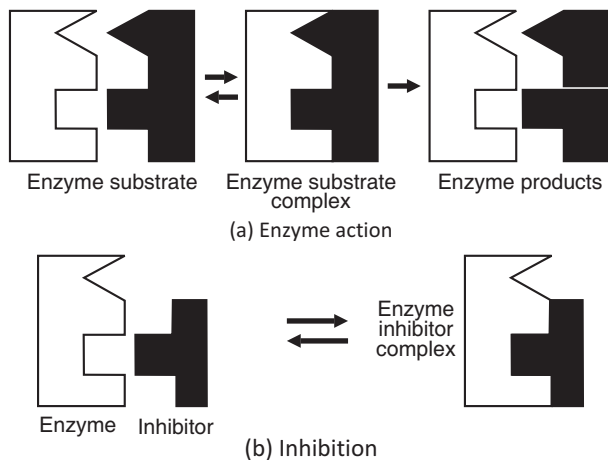 Enzyme substrate
Enzyme substrate
complex
Enzyme products
(a) Enzyme action
Enzyme
inhibitor
complex
Enzyme
Inhibitor
(b) Inhibition